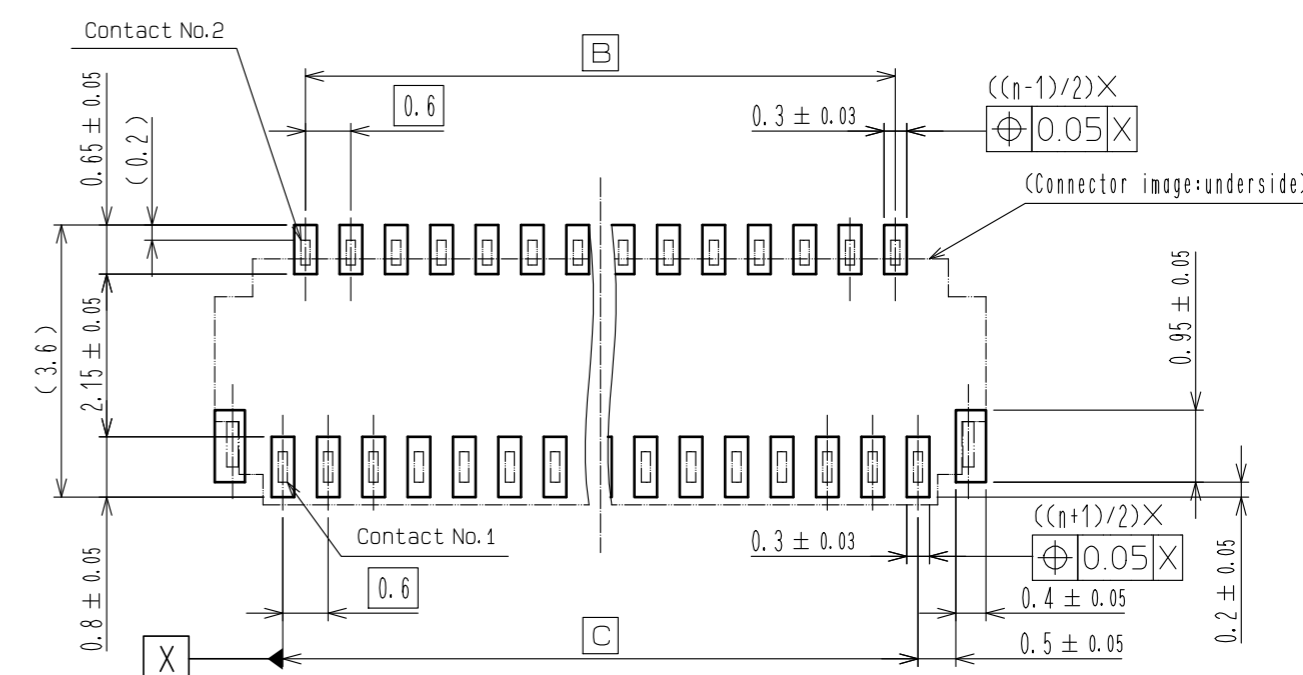 Contact No.2
B
((n-1)/2)X
0.6
0.3 ± 0.03
⌖ 0.05 X
0.65 ± 0.05
(0.2)
(Connector image:underside)
(3.6)
2.15 ± 0.05
0.95 ± 0.05
Contact No.1
0.3 ± 0.03
((n+1)/2)X
⌖ 0.05 X
0.8 ± 0.05
0.6
0.4 ± 0.05
0.2 ± 0.05
X
C
0.5 ± 0.05